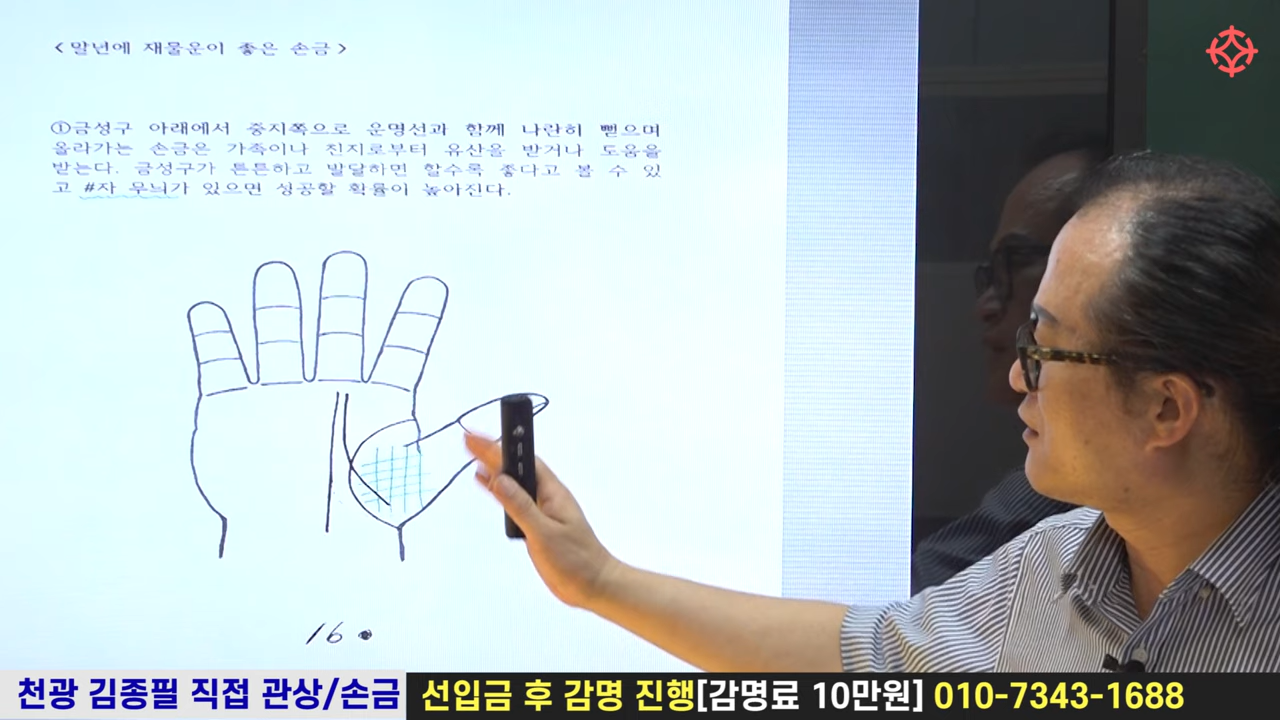 <말년에 재물운이 좋은 손금>
①금성구 아래에서 중지쪽으로 운명선과 함께 나란히 뻗으며
올라가는 손금은 가족이나 친지로부터 유산을 받거나 도움을
받는다. 금성구가 튼튼하고 발달하면 할수록 좋다고 볼 수 있
고 #자 무늬가 있으면 성공할 확률이 높아진다.
16
천광 김종필 직접 관상/손금
선입금 후 감명 진행[감명료 10만원] 010-7343-1688